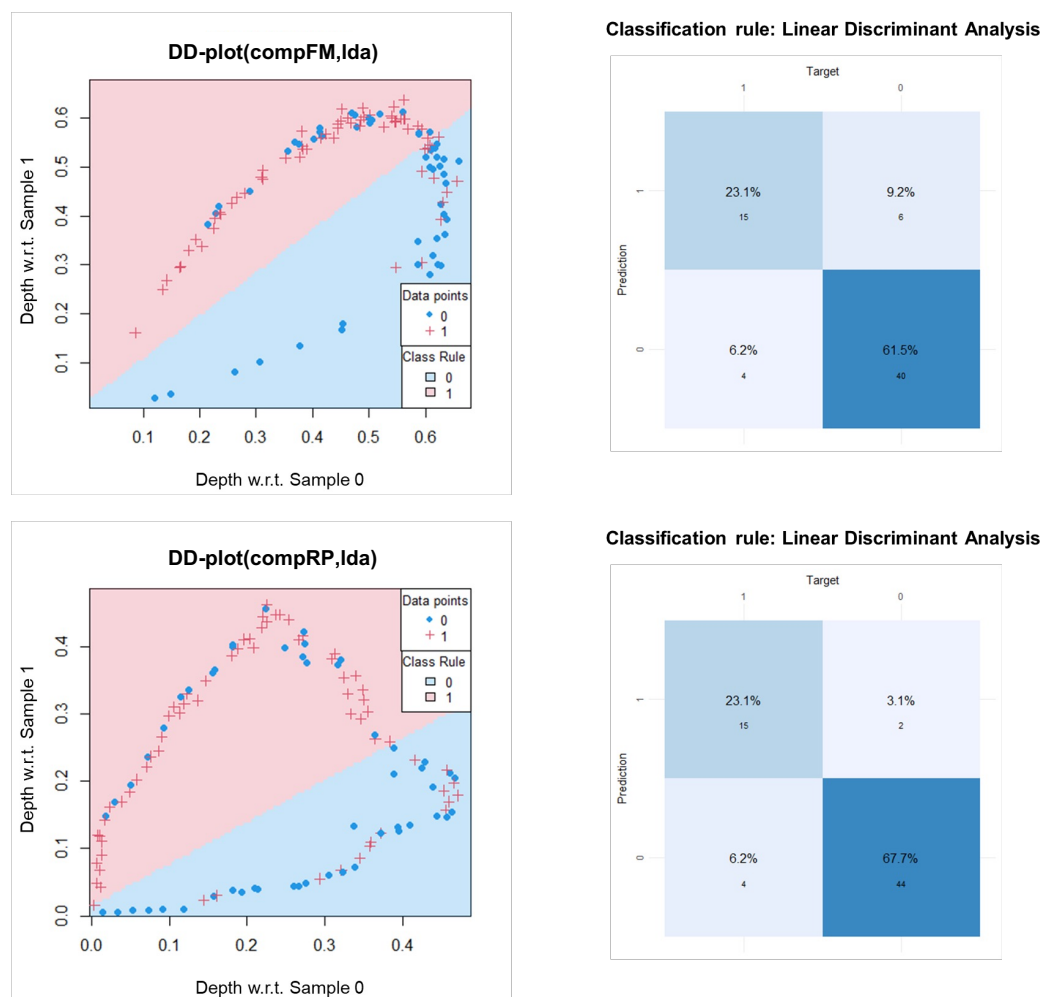 DD-plot(compFM,lda)
Depth w.r.t. Sample 1
0.6
0.5
0.4
0.3
0.2
0.1
0.1 0.2 0.3 0.4 0.5 0.6
Depth w.r.t. Sample 0
Data points
0
1
Class Rule
0
1
Classification rule: Linear Discriminant Analysis
Target
1 0
Prediction
1
0
23.1% 9.2%
15 6
6.2% 61.5%
4 40
DD-plot(compRP,lda)
Depth w.r.t. Sample 1
0.4
0.3
0.2
0.1
0.0
0.0 0.1 0.2 0.3 0.4
Depth w.r.t. Sample 0
Data points
0
1
Class Rule
0
1
Classification rule: Linear Discriminant Analysis
Target
1 0
Prediction
1
0
23.1% 3.1%
15 2
6.2% 67.7%
4 44